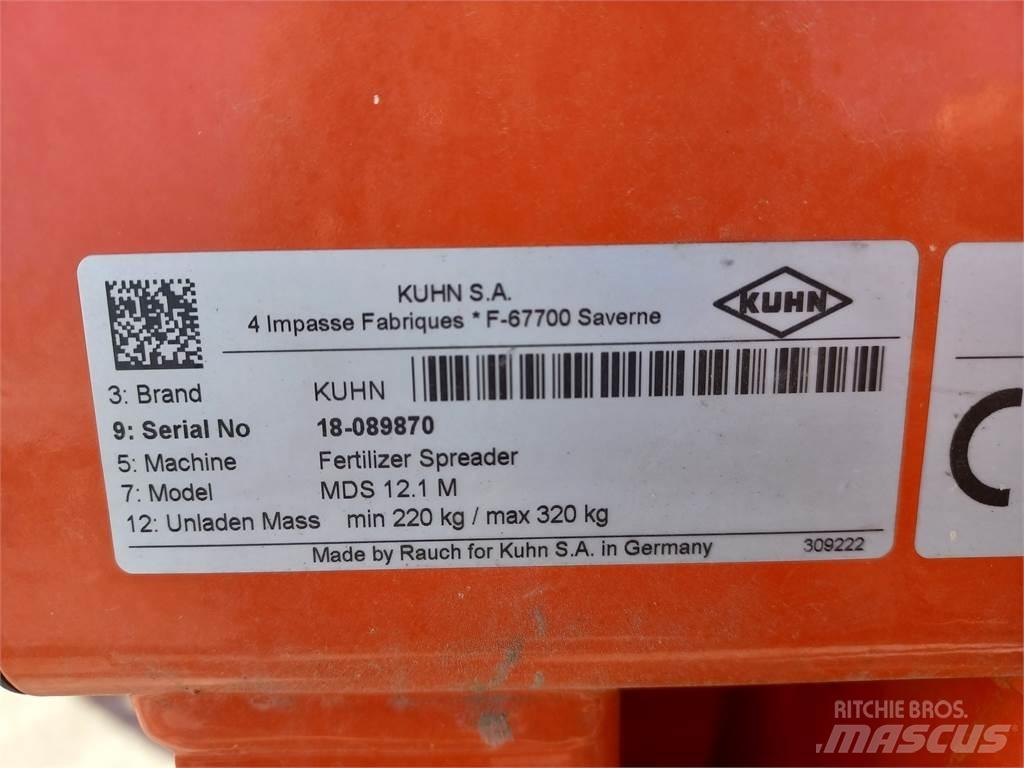 KUHN S.A.
4 Impasse Fabriques * F-67700 Saverne
KUHN
3: Brand KUHN
9: Serial No 18-089870
5: Machine Fertilizer Spreader
7: Model MDS 12.1 M
12: Unladen Mass min 220 kg / max 320 kg
Made by Rauch for Kuhn S.A. in Germany 309222
RITCHIE BROS.
MASCUS